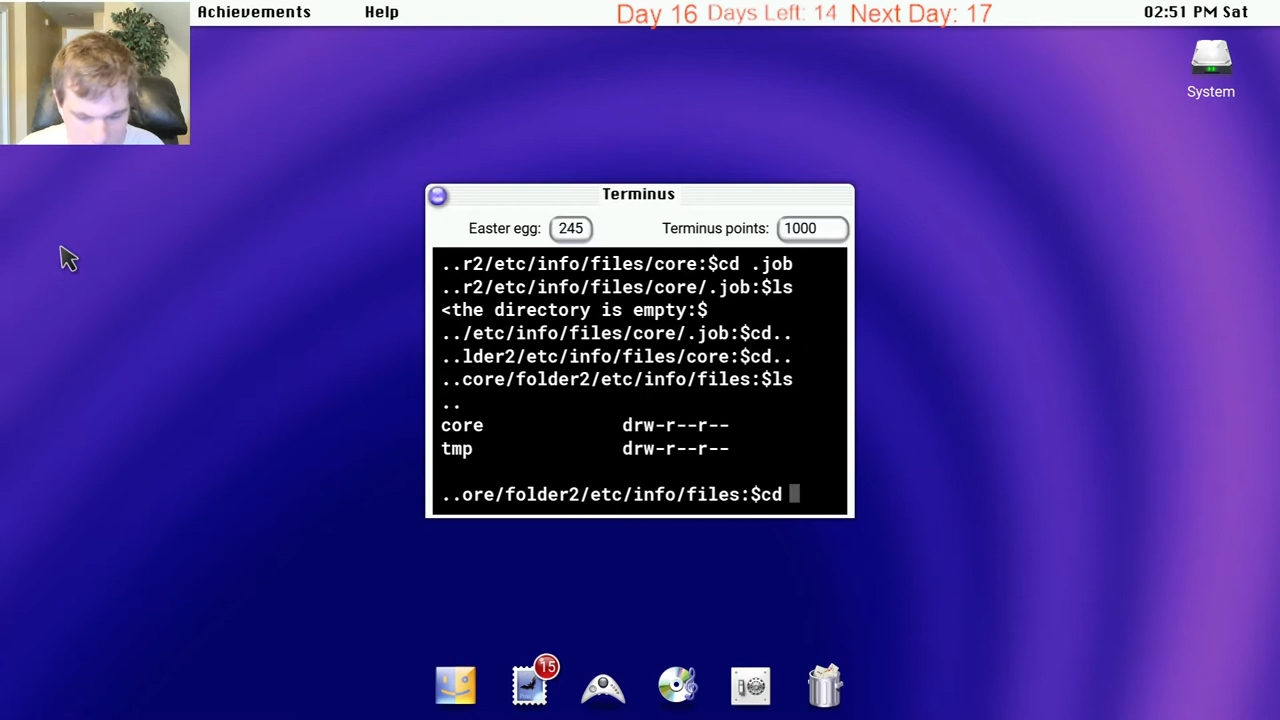 Achievements Help Day 16 Days Left: 14 Next Day: 17 02:51 PM Sat
System
Terminus
Easter egg: 245 Terminus points: 1000
..r2/etc/info/files/core:$cd .job
..r2/etc/info/files/core/.job:$ls
<the directory is empty:$
../etc/info/files/core/.job:$cd..
..lder2/etc/info/files/core:$cd..
..core/folder2/etc/info/files:$ls
..
core drw-r--r--
tmp drw-r--r--
..ore/folder2/etc/info/files:$cd
15